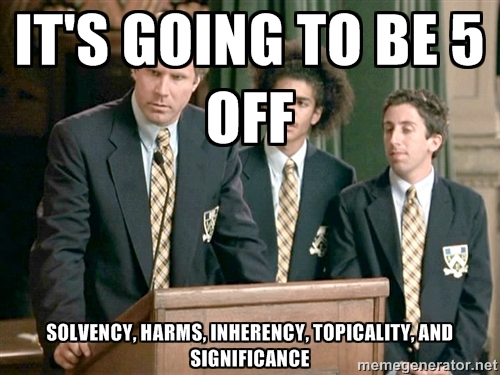 IT'S GOING TO BE 5
OFF
SOLVENCY, HARMS, INHERENCY, TOPICALITY, AND
SIGNIFICANCE
memegenerator.net